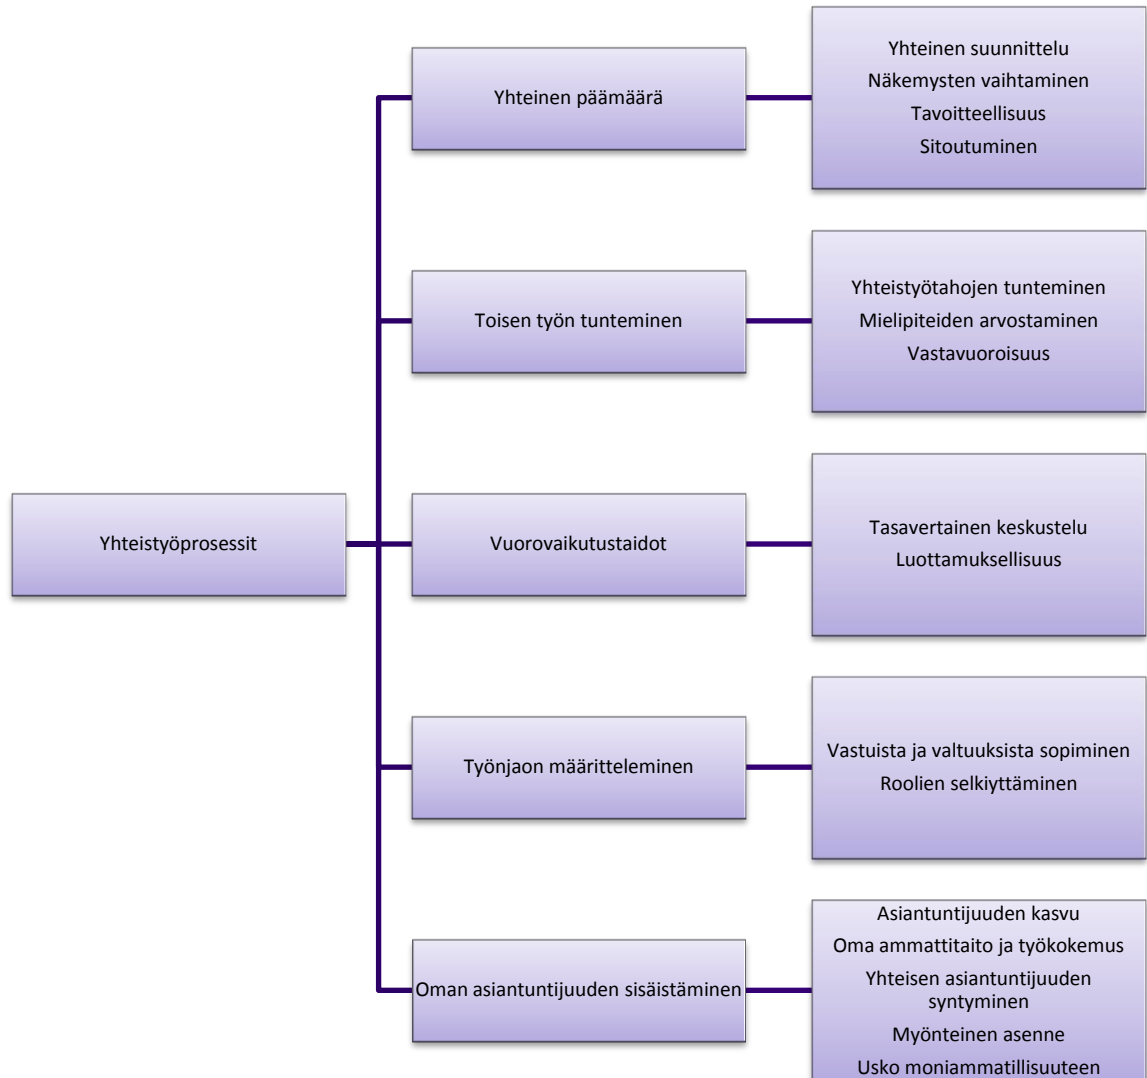 Yhteistyöprosessit
Yhteinen päämäärä
Yhteinen suunnittelu
Näkemysten vaihtaminen
Tavoitteellisuus
Sitoutuminen
Toisen työn tunteminen
Yhteistyötahojen tunteminen
Mielipiteiden arvostaminen
Vastavuoroisuus
Vuorovaikutustaidot
Tasavertainen keskustelu
Luottamuksellisuus
Työnjaon määritteleminen
Vastuista ja valtuuksista sopiminen
Roolien selkiyttäminen
Oman asiantuntijuuden sisäistäminen
Asiantuntijuuden kasvu
Oma ammattitaito ja työkokemus
Yhteisen asiantuntijuuden
syntyminen
Myönteinen asenne
Usko moniammatillisuuteen